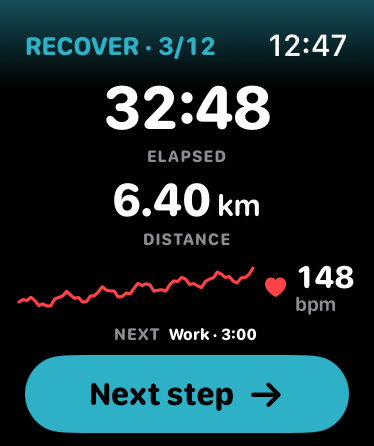 RECOVER · 3/12 12:47
32:48
ELAPSED
6.40 km
DISTANCE
148
bpm
NEXT Work · 3:00
Next step →